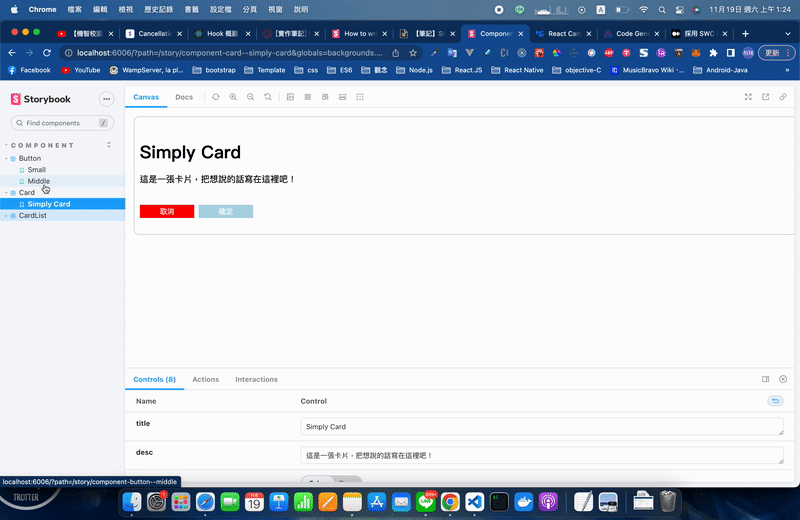 Chrome 檔案 編輯 檢視 歷史記錄 書籤 設定檔 分頁 視窗 說明 11月19日 週六 上午 1:24
【機智校園 Cancellation Hook 概觀 【實作筆記】 How to wr 【筆記】St Component React Card Code Gene 採用 SWC
localhost:6006/?path=/story/component-card--simply-card&globals=backgrounds.... 更新
Facebook YouTube WampServer, la pl... bootstrap Template css ES6 觀念 Node.js React.JS React Native objective-C MusicBravo Wiki -... Android-Java »
Storybook
Canvas Docs
Find components /
COMPONENT
Button
Small
Middle
Card
Simply Card
CardList
Simply Card
這是一張卡片，把想說的話寫在這裡吧！
取消 確定
Controls (8) Actions Interactions
Name Control
title Simply Card
desc 這是一張卡片，把想說的話寫在這裡吧！
localhost:6006/?path=/story/component-button--middle
TROTTER